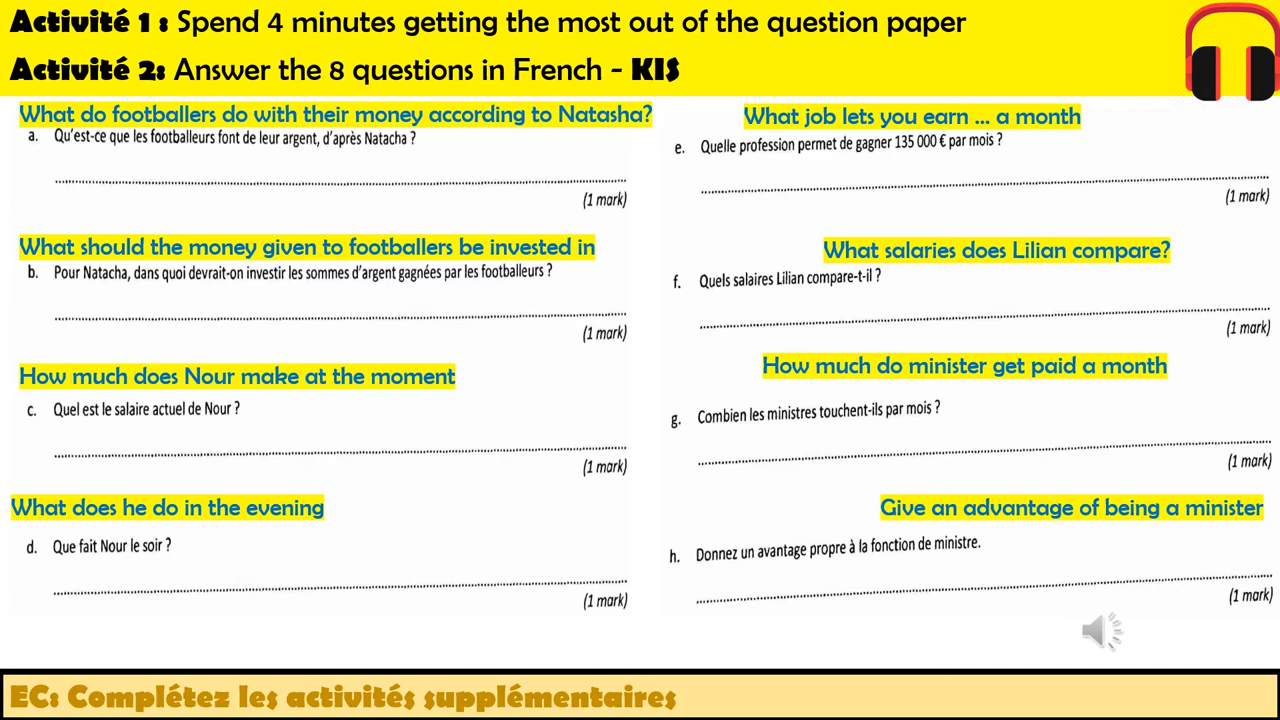 Activité 1 : Spend 4 minutes getting the most out of the question paper
Activité 2: Answer the 8 questions in French - KIS
What do footballers do with their money according to Natasha?
a. Qu'est-ce que les footballeurs font de leur argent, d'après Natacha ?
(1 mark)
What should the money given to footballers be invested in
b. Pour Natacha, dans quoi devrait-on investir les sommes d'argent gagnées par les footballeurs ?
(1 mark)
How much does Nour make at the moment
c. Quel est le salaire actuel de Nour ?
(1 mark)
What does he do in the evening
d. Que fait Nour le soir ?
(1 mark)
What job lets you earn ... a month
e. Quelle profession permet de gagner 135 000 € par mois ?
(1 mark)
What salaries does Lilian compare?
f. Quels salaires Lilian compare-t-il ?
(1 mark)
How much do minister get paid a month
g. Combien les ministres touchent-ils par mois ?
(1 mark)
Give an advantage of being a minister
h. Donnez un avantage propre à la fonction de ministre.
(1 mark)
EC: Complétez les activités supplémentaires